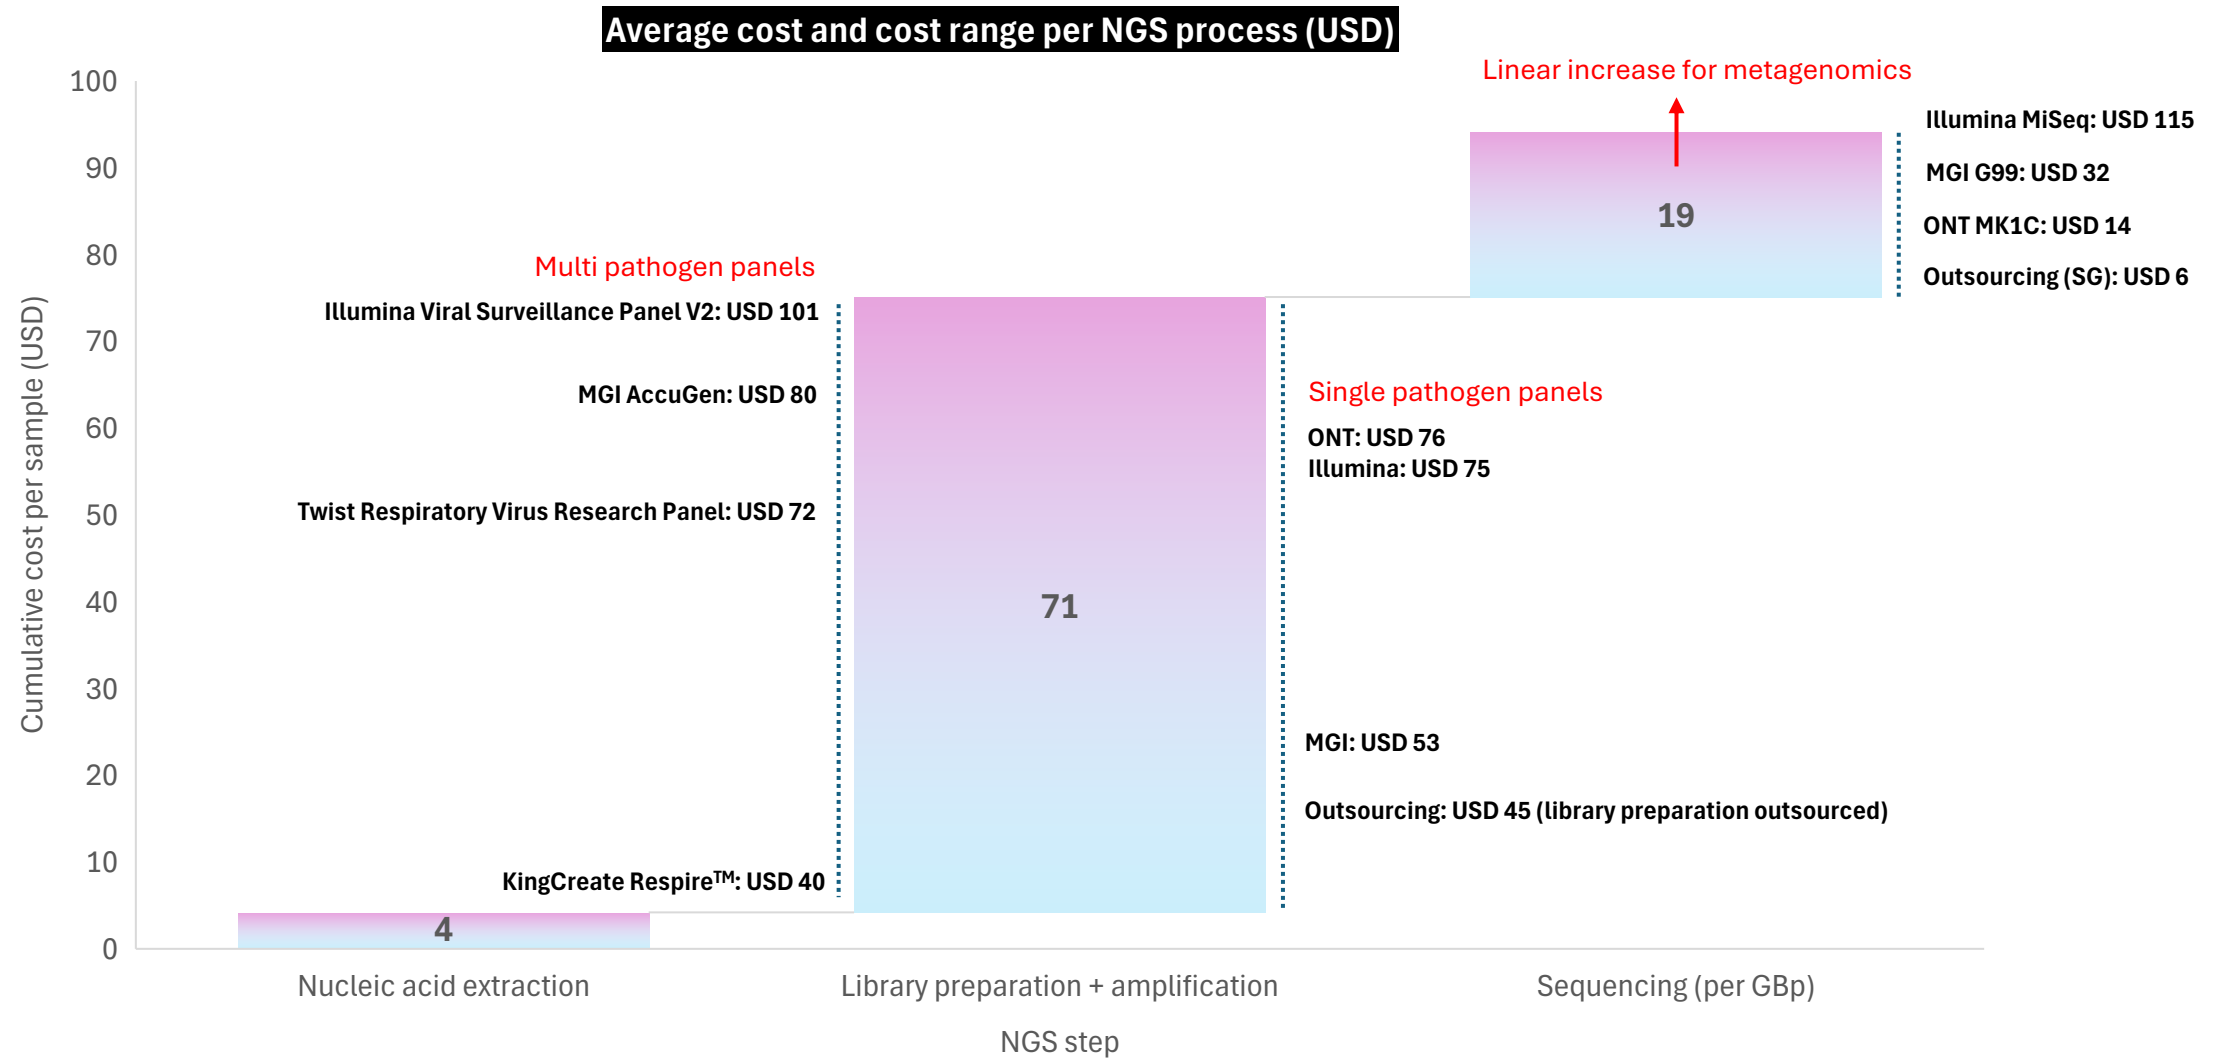 Average cost and cost range per NGS process (USD)
Cumulative cost per sample (USD)
100
90
80
70
60
50
40
30
20
10
0
Multi pathogen panels
Illumina Viral Surveillance Panel V2: USD 101
MGI AccuGen: USD 80
Twist Respiratory Virus Research Panel: USD 72
KingCreate Respire™: USD 40
4
71
Single pathogen panels
ONT: USD 76
Illumina: USD 75
MGI: USD 53
Outsourcing: USD 45 (library preparation outsourced)
Linear increase for metagenomics
19
Illumina MiSeq: USD 115
MGI G99: USD 32
ONT MK1C: USD 14
Outsourcing (SG): USD 6
Nucleic acid extraction
Library preparation + amplification
Sequencing (per GBp)
NGS step